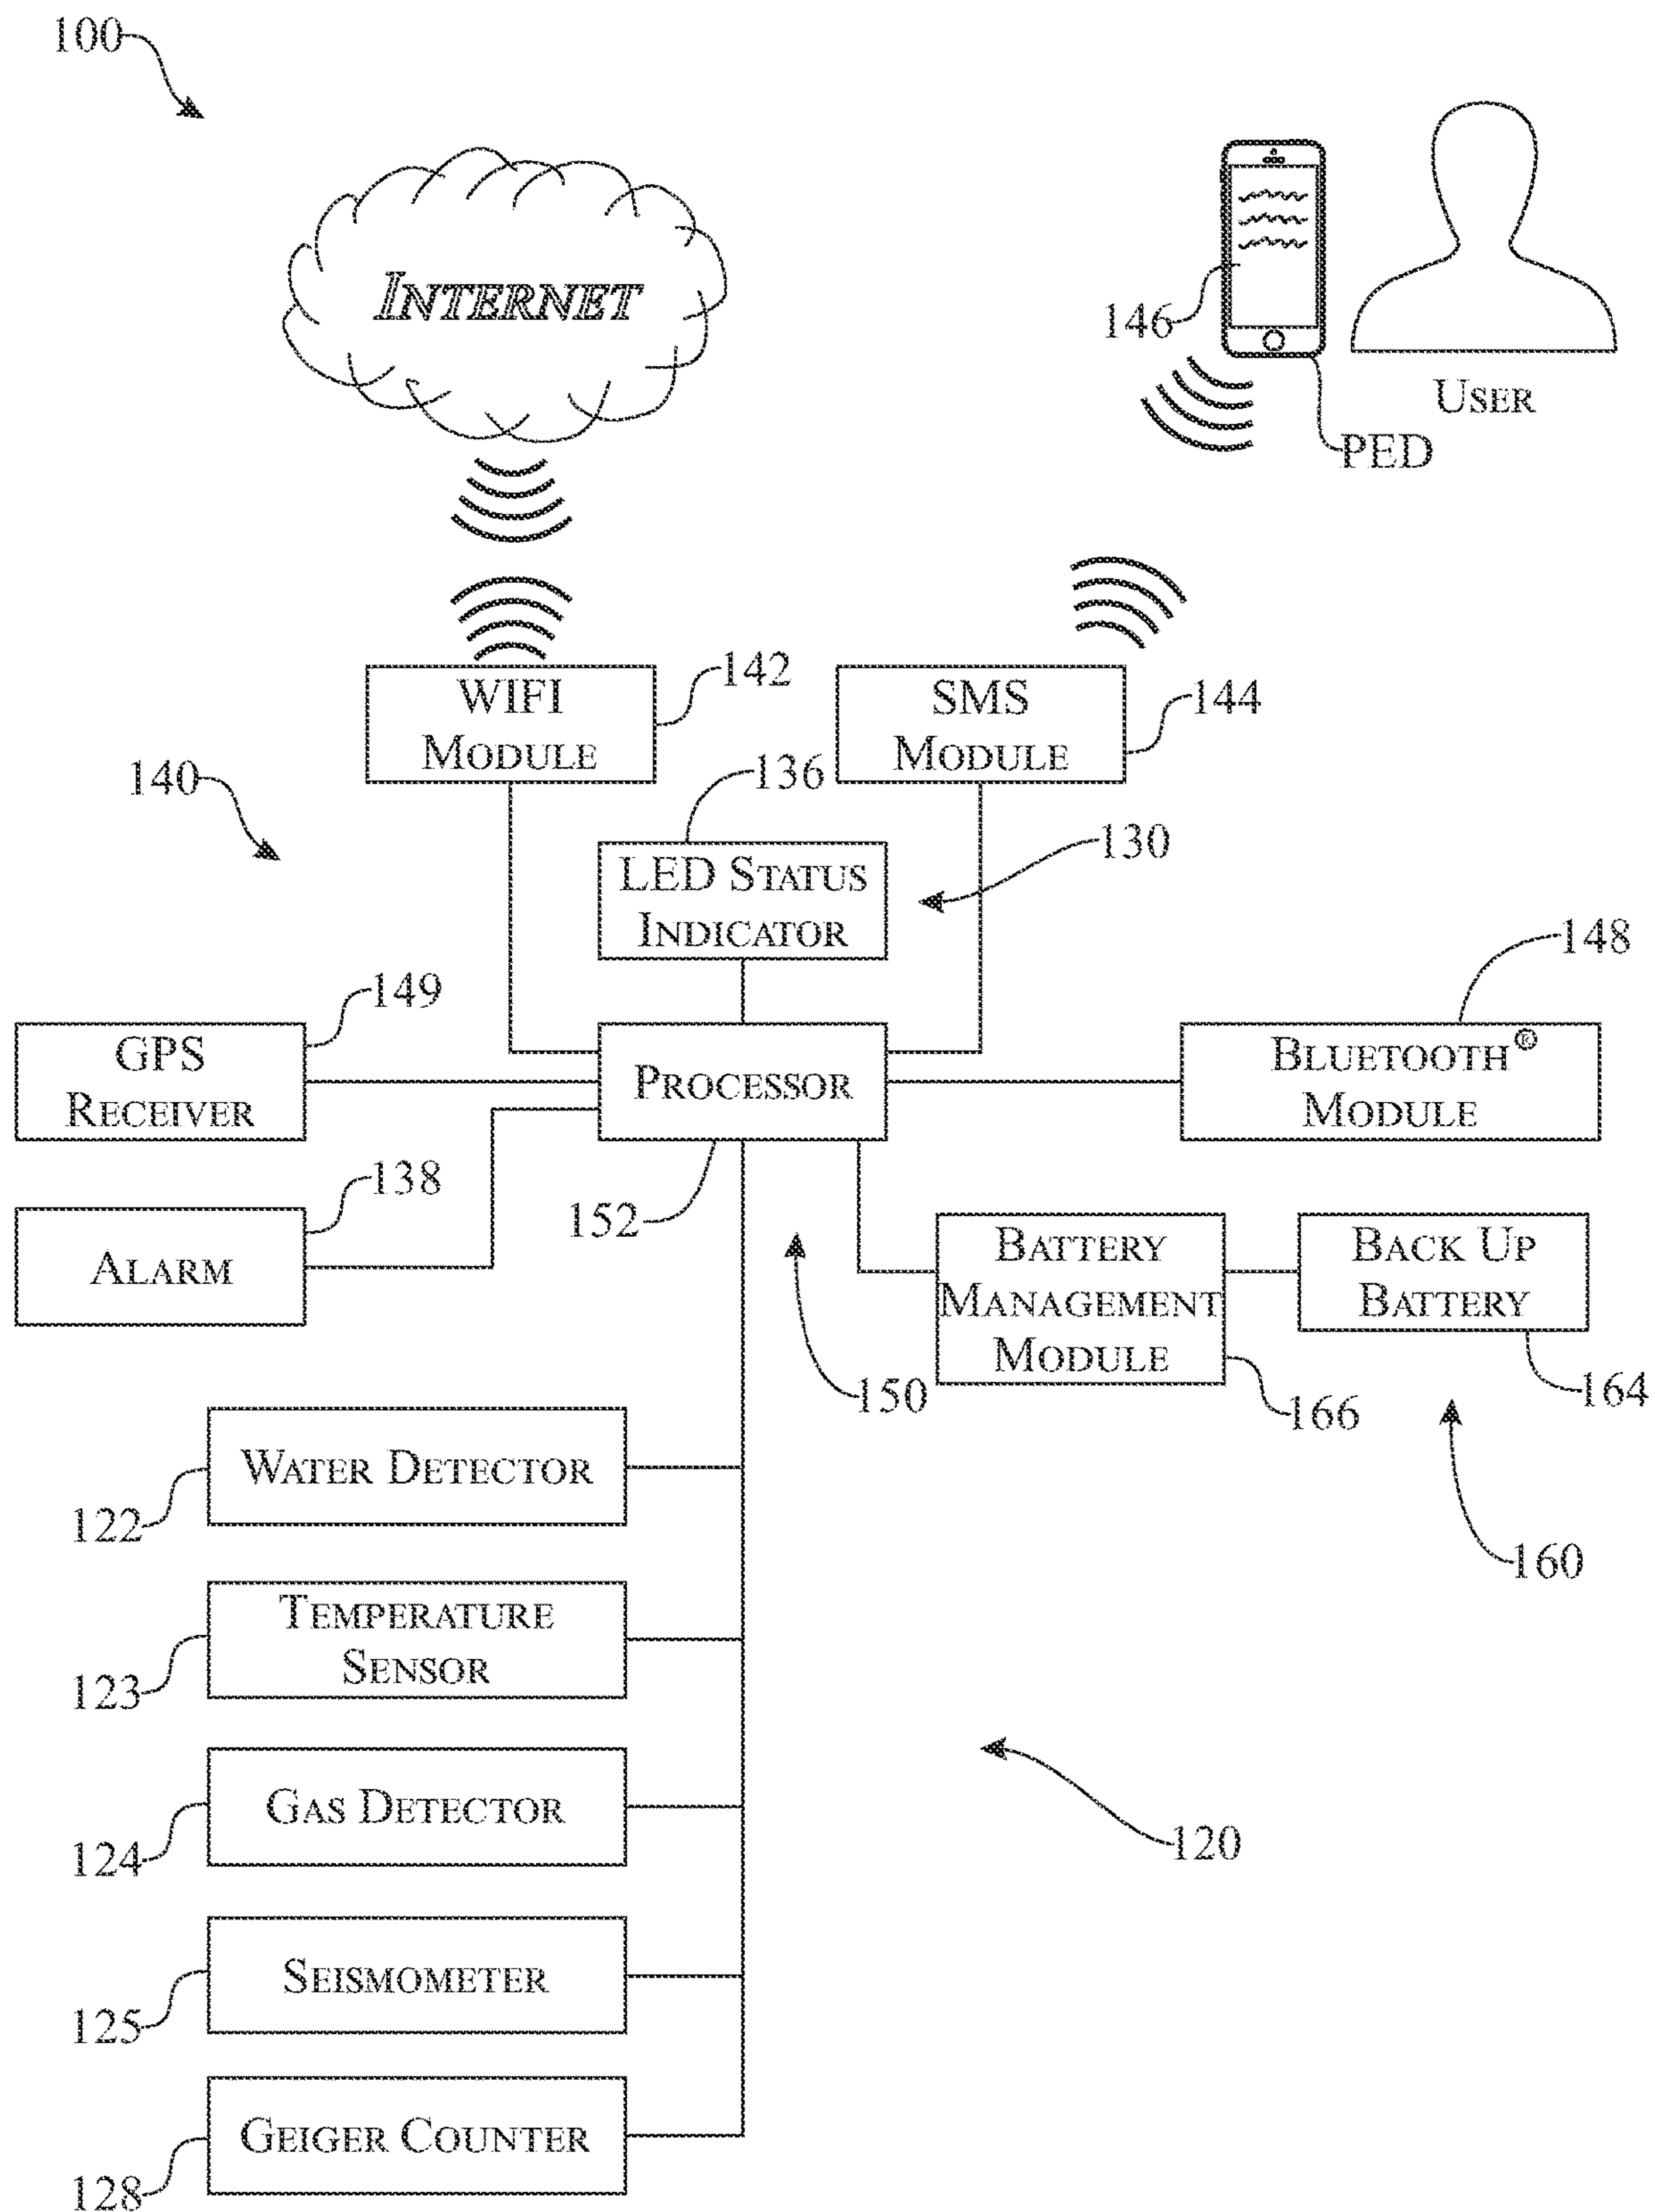 100
INTERNET
146
USER
PED
WIFI
MODULE
142
SMS
MODULE
144
140
136
130
LED STATUS
INDICATOR
148
149
GPS
RECEIVER
PROCESSOR
BLUETOOTH®
MODULE
138
152
ALARM
BATTERY
MANAGEMENT
MODULE
BACK UP
BATTERY
150
166
164
WATER DETECTOR
122
160
TEMPERATURE
SENSOR
123
GAS DETECTOR
124
120
SEISMOMETER
125
GEIGER COUNTER
128